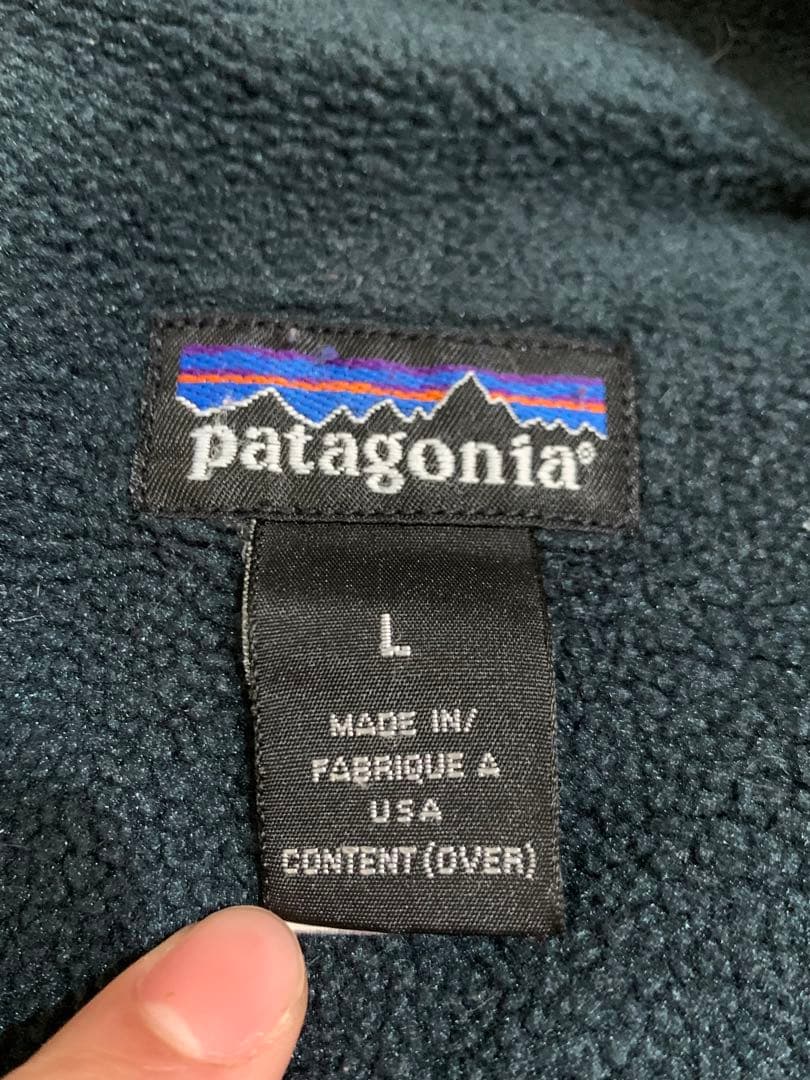 patagonia®
L
MADE IN/
FABRIQUE A
USA
CONTENT (OVER)